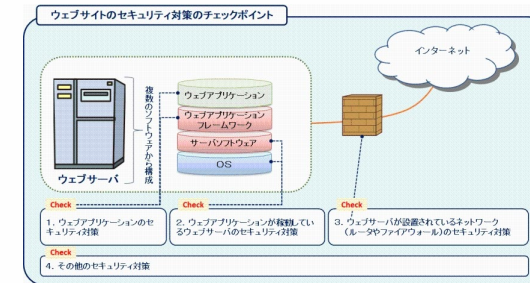 ウェブサイトのセキュリティ対策のチェックポイント
インターネット
複数のソフトウェアから構成
ウェブアプリケーション
ウェブアプリケーション
フレームワーク
サーバソフトウェア
OS
ウェブサーバ
Check
1. ウェブアプリケーションのセ
キュリティ対策
Check
2. ウェブアプリケーションが稼動してい
るウェブサーバのセキュリティ対策
Check
3. ウェブサーバが設置されているネットワーク
(ルータやファイアウォール)のセキュリティ対策
Check
4. その他のセキュリティ対策